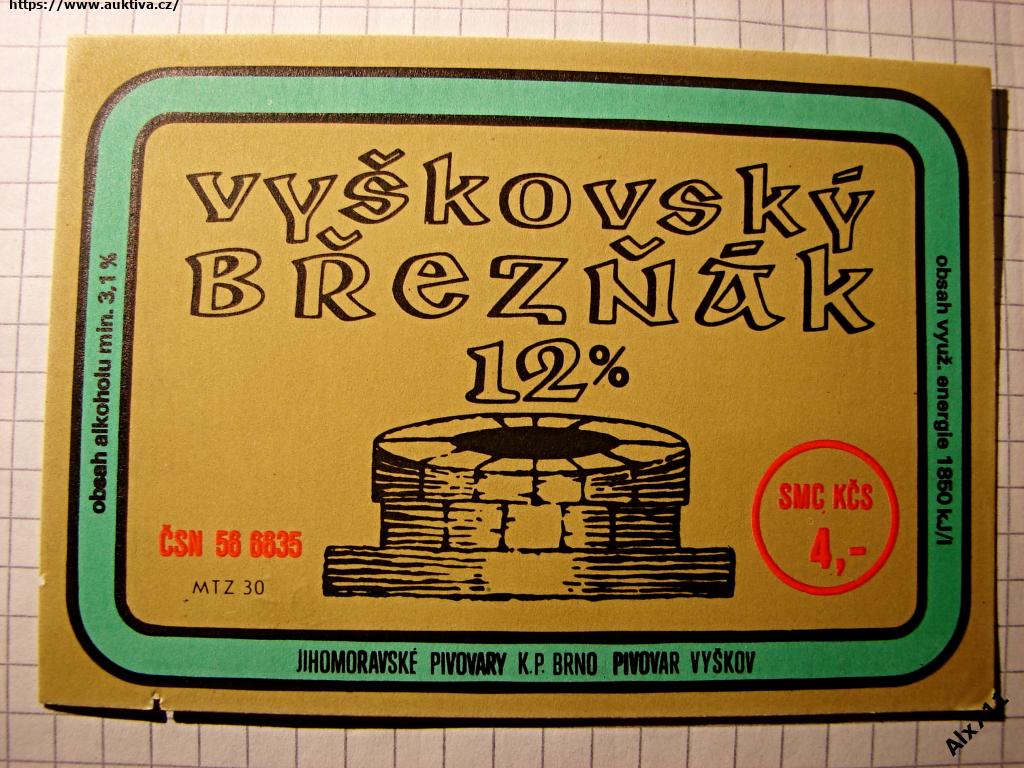 https://www.auktiva.cz/
VYŠKOVSKÝ
BŘEZŇÁK
12%
obsah alkoholu min. 3,1 %
obsah využ. energie 1850 kJ/l
SMC KČS
4,-
ČSN 56 6635
MTZ 30
JIHOMORAVSKÉ PIVOVARY K.P. BRNO PIVOVAR VYŠKOV